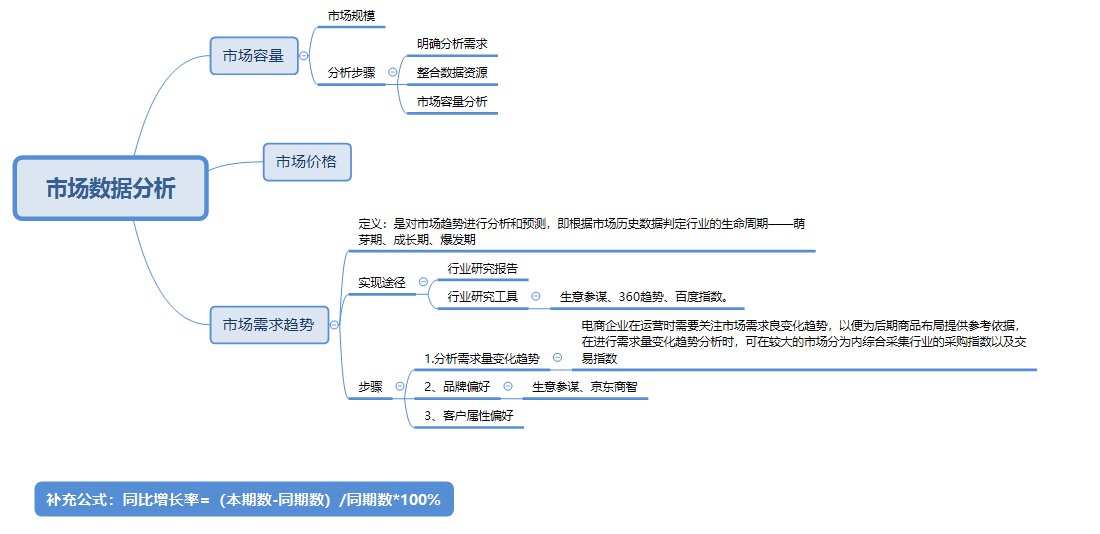 市场数据分析
市场容量
市场规模
分析步骤
明确分析需求
整合数据资源
市场容量分析
市场价格
市场需求趋势
定义：是对市场趋势进行分析和预测，即根据市场历史数据判定行业的生命周期——萌
芽期、成长期、爆发期
实现途径
行业研究报告
行业研究工具
生意参谋、360趋势、百度指数。
步骤
1.分析需求量变化趋势
电商企业在运营时需要关注市场需求良变化趋势，以便为后期商品布局提供参考依据，
在进行需求量变化趋势分析时，可在较大的市场分为内综合采集行业的采购指数以及交
易指数
2、品牌偏好
生意参谋、京东商智
3、客户属性偏好
补充公式：同比增长率=（本期数-同期数）/同期数*100%